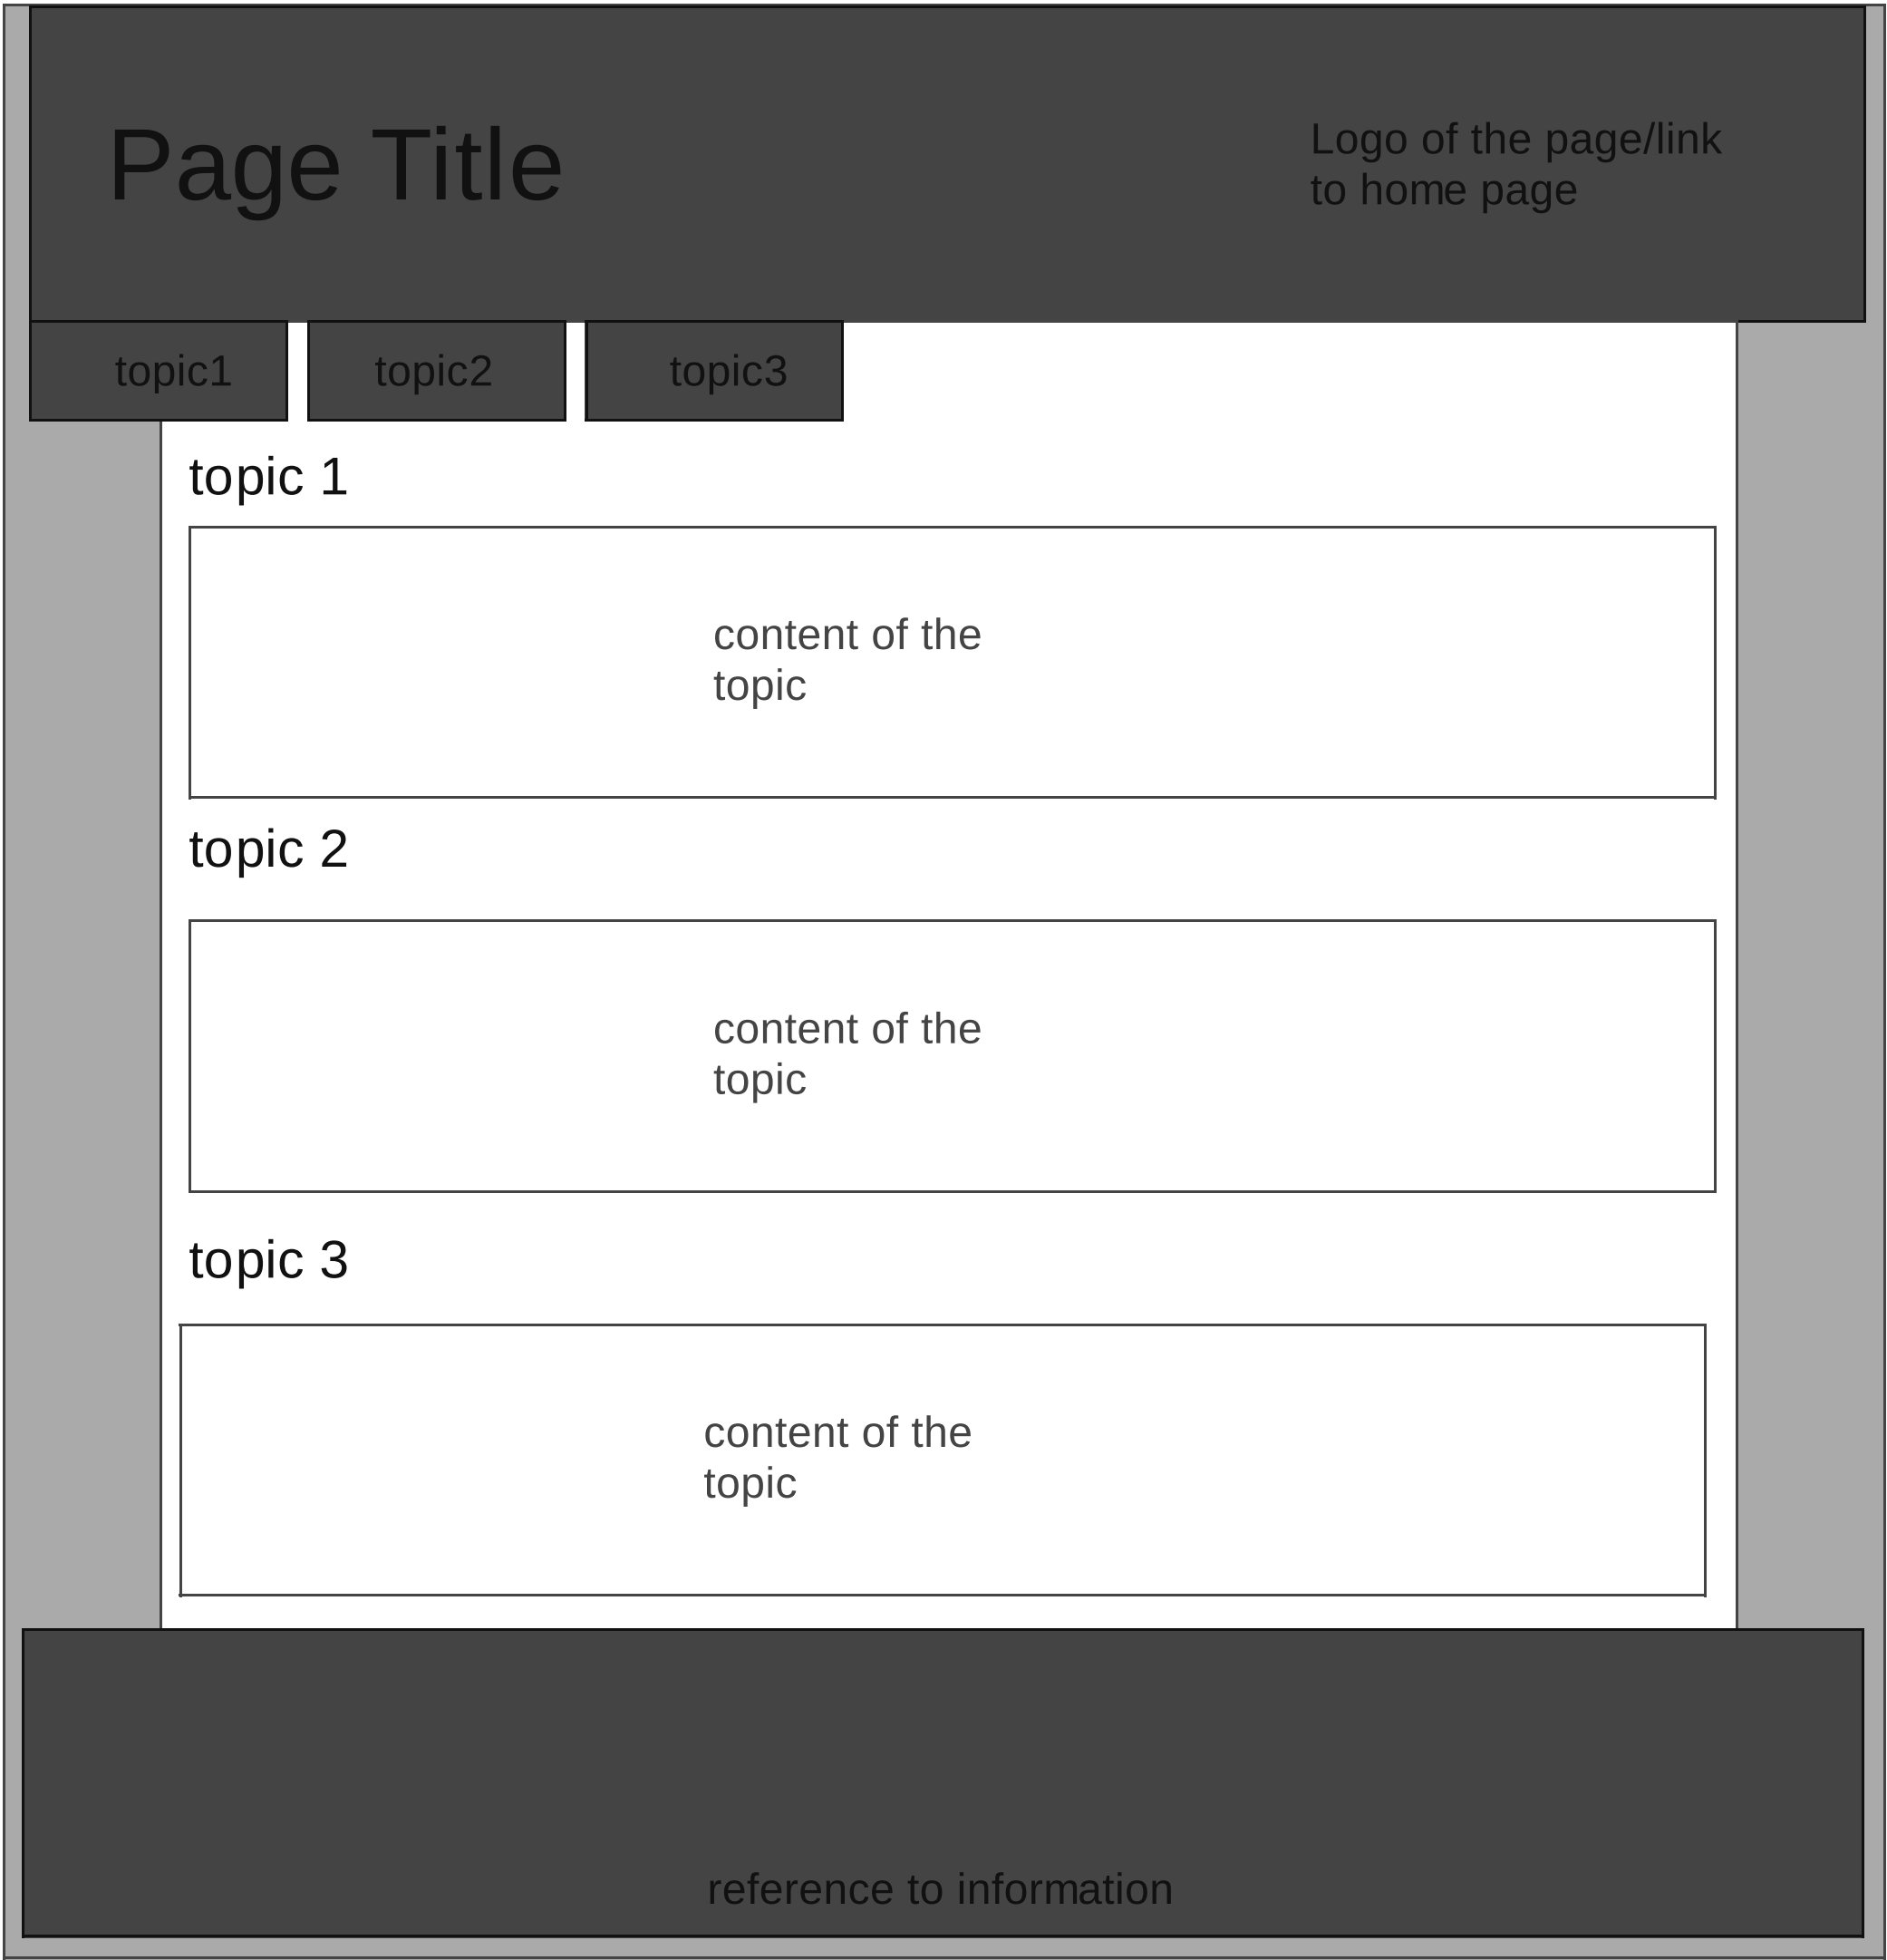 Page Title
Logo of the page/link
to home page
topic1
topic2
topic3
topic 1
content of the
topic
topic 2
content of the
topic
topic 3
content of the
topic
reference to information